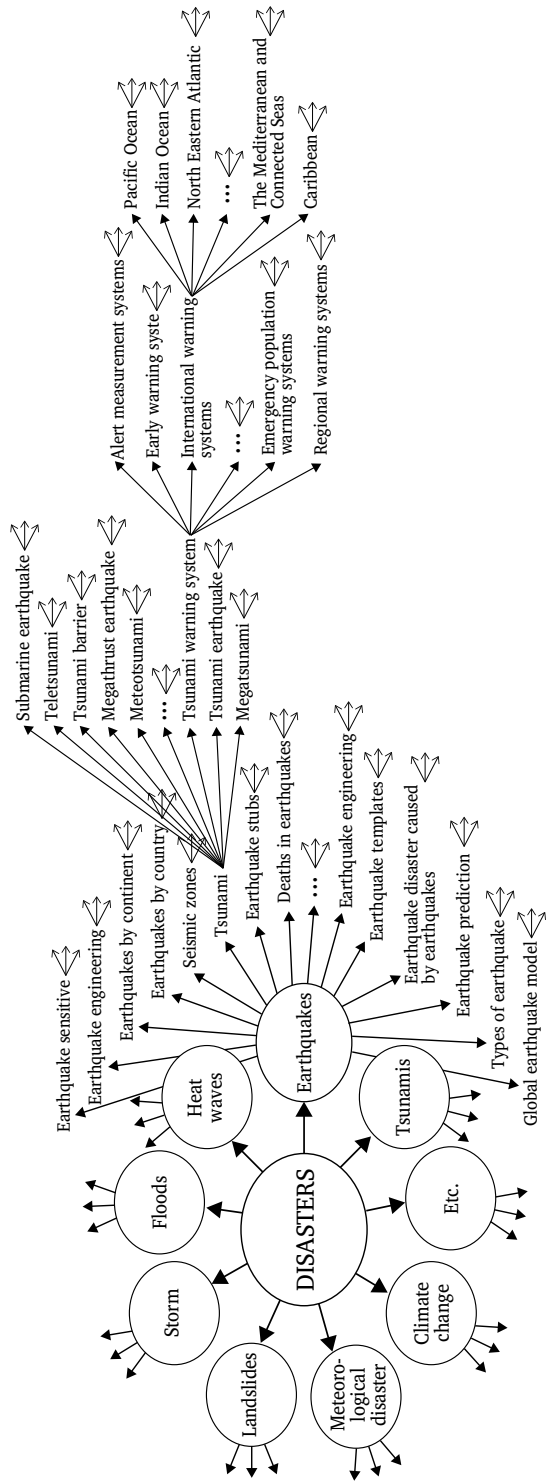 DISASTERS
Earthquakes
Heat
waves
Floods
Storm
Landslides
Meteoro-
logical
disaster
Climate
change
Etc.
Tsunamis
Earthquake sensitive
Earthquake engineering
Earthquakes by continent
Earthquakes by country
Seismic zones
Tsunami
Earthquake stubs
Deaths in earthquakes
...
Earthquake engineering
Earthquake templates
Earthquake disaster caused
by earthquakes
Earthquake prediction
Types of earthquake
Global earthquake model
Submarine earthquake
Teletsunami
Tsunami barrier
Megathrust earthquake
Meteotsunami
...
Tsunami warning system
Tsunami earthquake
Megatsunami
Alert measurement systems
Early warning syste
International warning
systems
...
Emergency population
warning systems
Regional warning systems
Pacific Ocean
Indian Ocean
North Eastern Atlantic
...
The Mediterranean and
Connected Seas
Caribbean